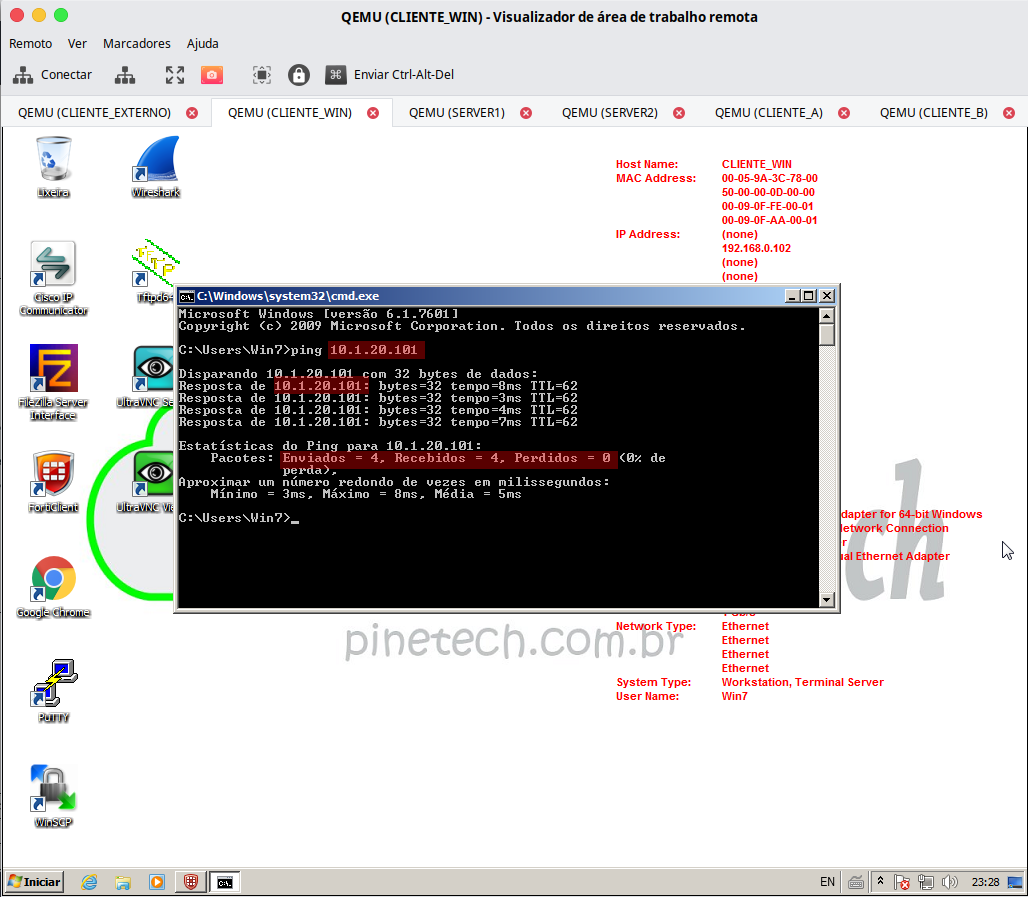 QEMU (CLIENTE_WIN) - Visualizador de área de trabalho remota
Remoto Ver Marcadores Ajuda
Conectar Enviar Ctrl-Alt-Del
QEMU (CLIENTE_EXTERNO) QEMU (CLIENTE_WIN) QEMU (SERVER1) QEMU (SERVER2) QEMU (CLIENTE_A) QEMU (CLIENTE_B)
Lixeira
Wireshark
Host Name: CLIENTE_WIN
MAC Address: 00-05-9A-3C-78-00
50-00-00-0D-00-00
00-09-0F-FE-00-01
00-09-0F-AA-00-01
IP Address: (none)
192.168.0.102
(none)
(none)
Cisco IP
Communicator
Tftpd6
C:\Windows\system32\cmd.exe
Microsoft Windows [versão 6.1.7601]
Copyright (c) 2009 Microsoft Corporation. Todos os direitos reservados.
C:\Users\Win7>ping 10.1.20.101
Disparando 10.1.20.101 com 32 bytes de dados:
Resposta de 10.1.20.101: bytes=32 tempo=8ms TTL=62
Resposta de 10.1.20.101: bytes=32 tempo=3ms TTL=62
Resposta de 10.1.20.101: bytes=32 tempo=4ms TTL=62
Resposta de 10.1.20.101: bytes=32 tempo=7ms TTL=62
Estatísticas do Ping para 10.1.20.101:
Pacotes: Enviados = 4, Recebidos = 4, Perdidos = 0 (0% de
perda),
Aproximar um número redondo de vezes em milissegundos:
Mínimo = 3ms, Máximo = 8ms, Média = 5ms
C:\Users\Win7>_
FileZilla Server
Interface
UltraVNC Se
FortiClient
UltraVNC Vi
Google Chrome
PuTTY
WinSCP
dapter for 64-bit Windows
letwork Connection
r
ual Ethernet Adapter
ch
pinetech.com.br
Network Type: Ethernet
Ethernet
Ethernet
Ethernet
System Type: Workstation, Terminal Server
User Name: Win7
Iniciar
EN
23:28